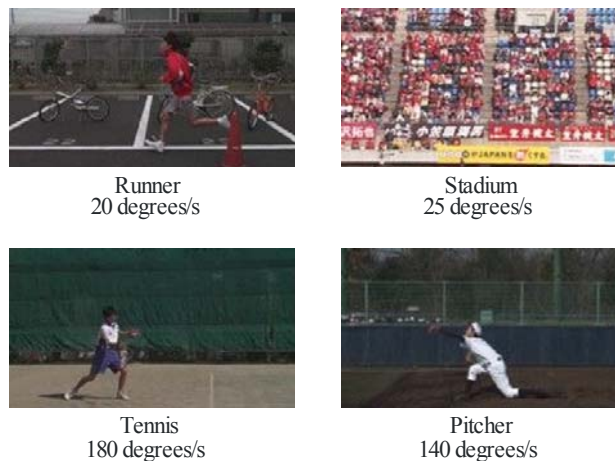 Runner
20 degrees/s
Stadium
25 degrees/s
Tennis
180 degrees/s
Pitcher
140 degrees/s